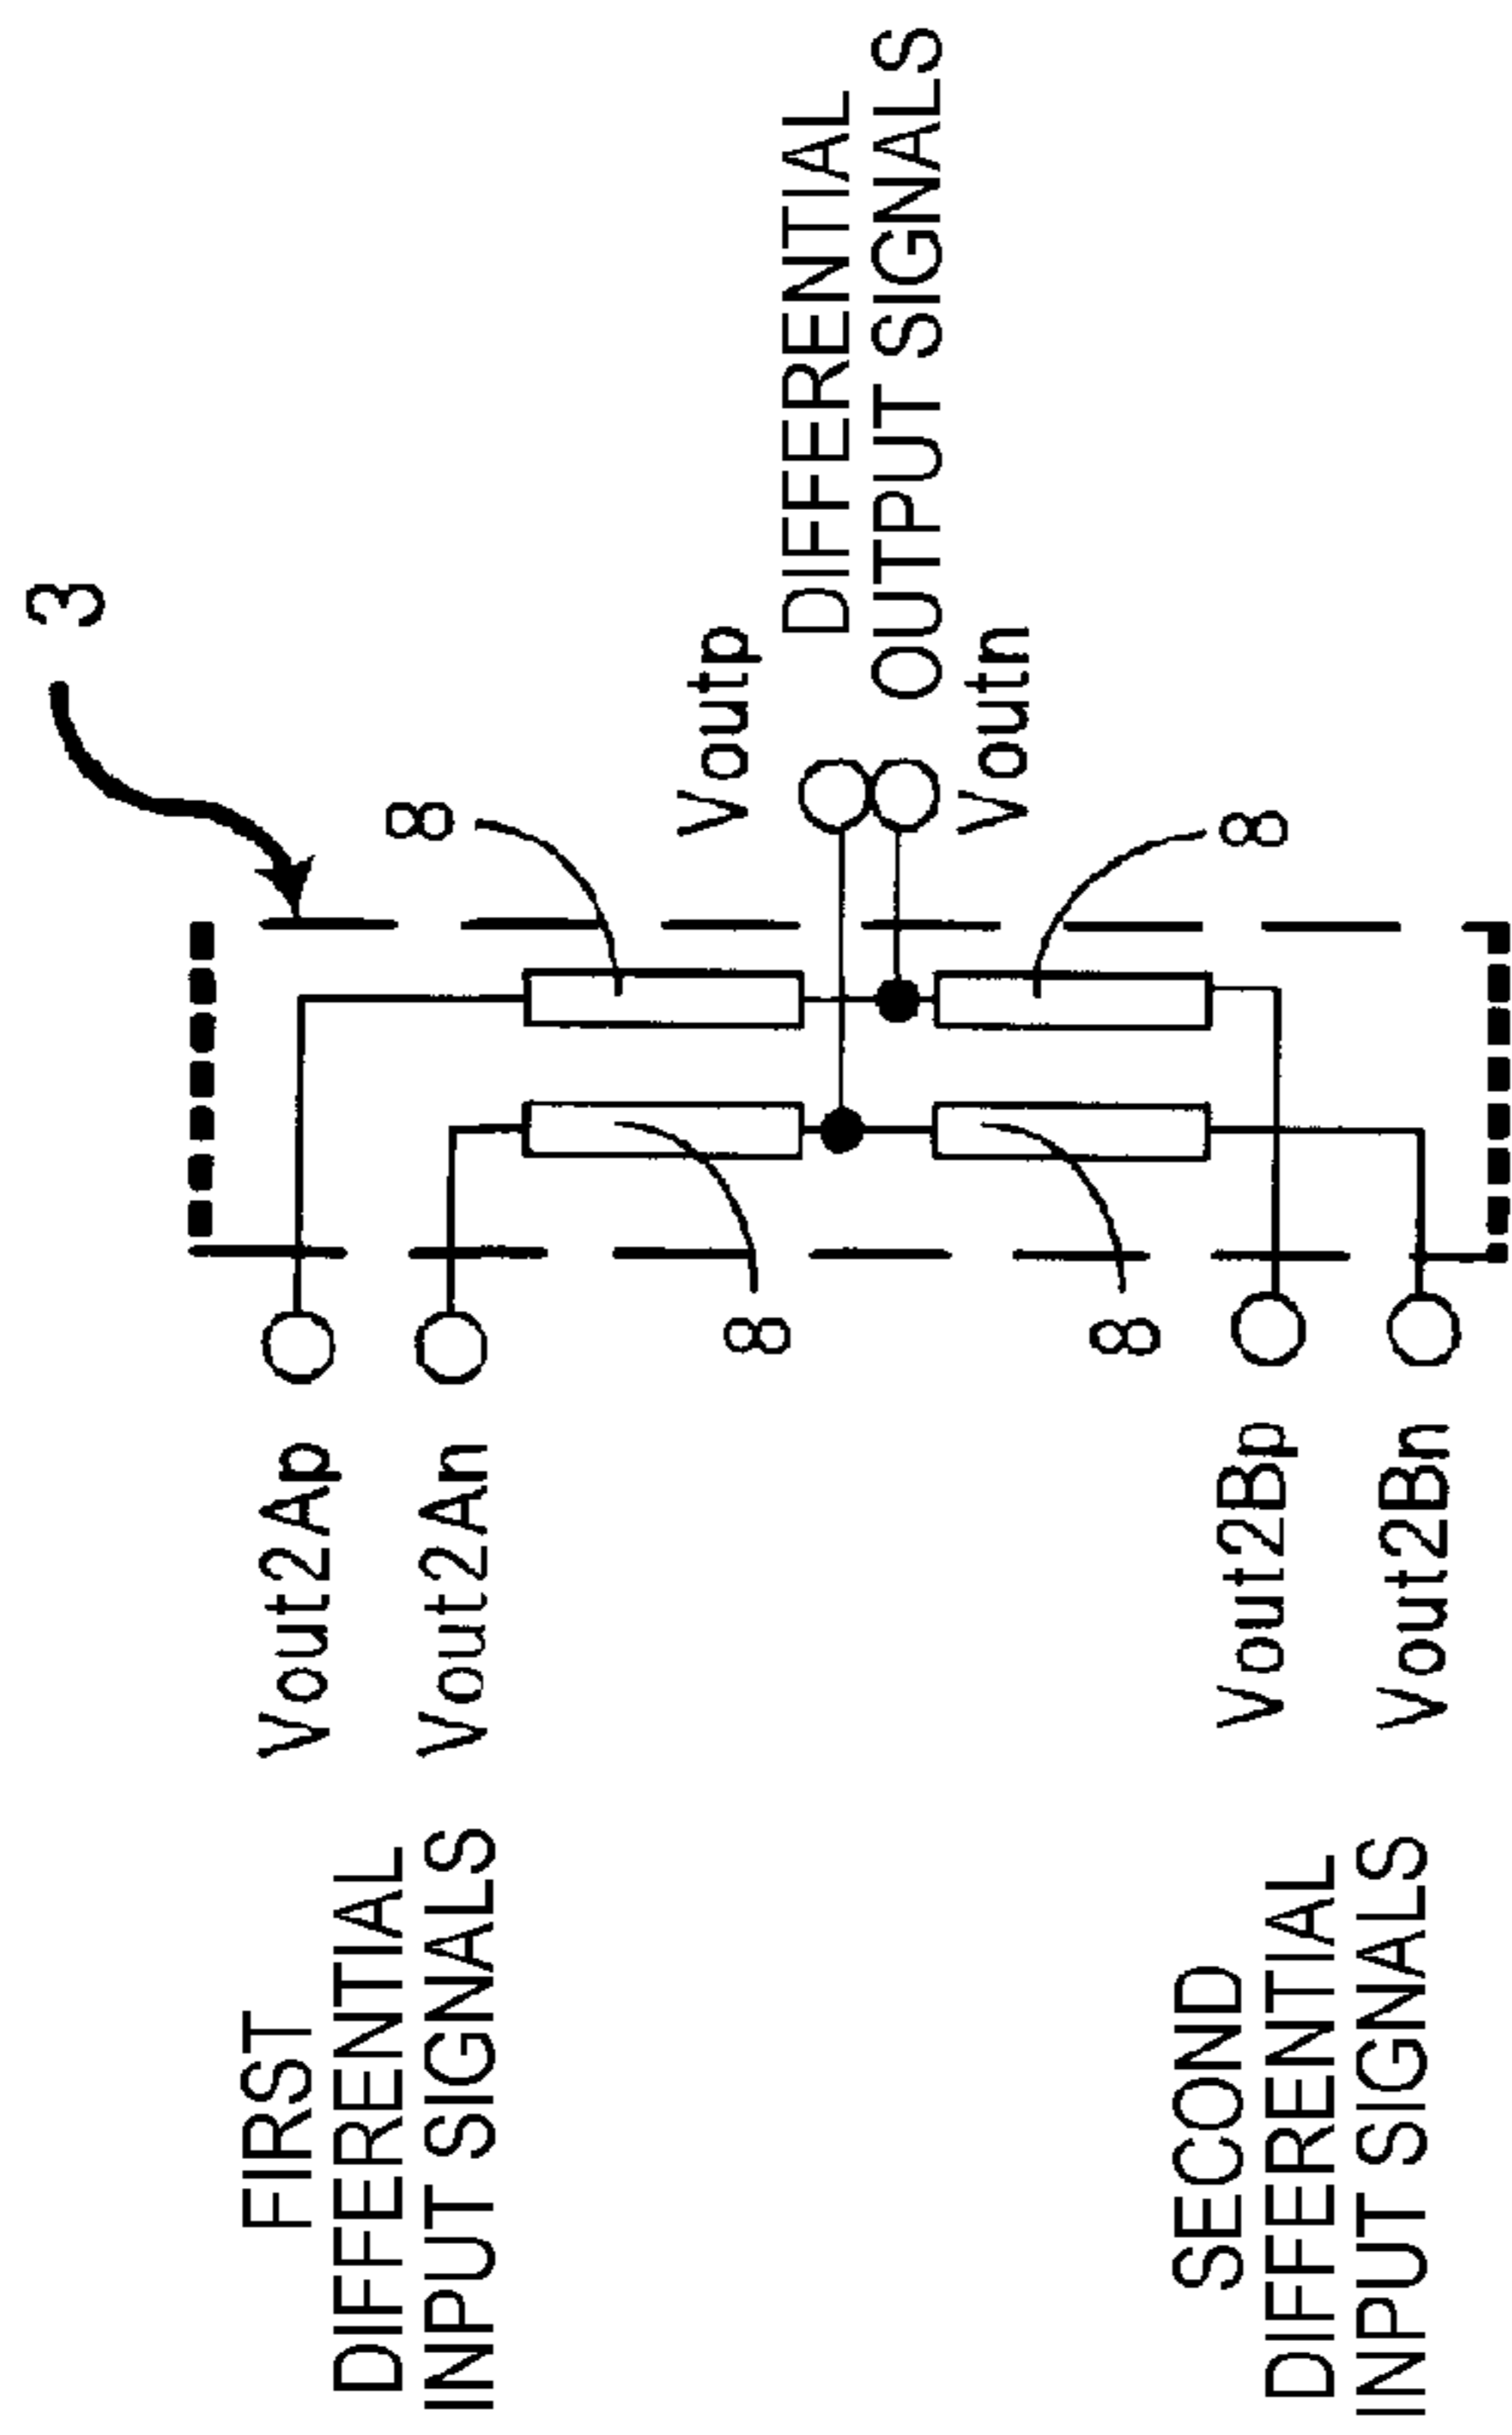 3
FIRST
DIFFERENTIAL
INPUT SIGNALS
Vout2Ap
Vout2An
8
8
Voutp
DIFFERENTIAL
OUTPUT SIGNALS
Voutn
8
8
SECOND
DIFFERENTIAL
INPUT SIGNALS
Vout2Bp
Vout2Bn